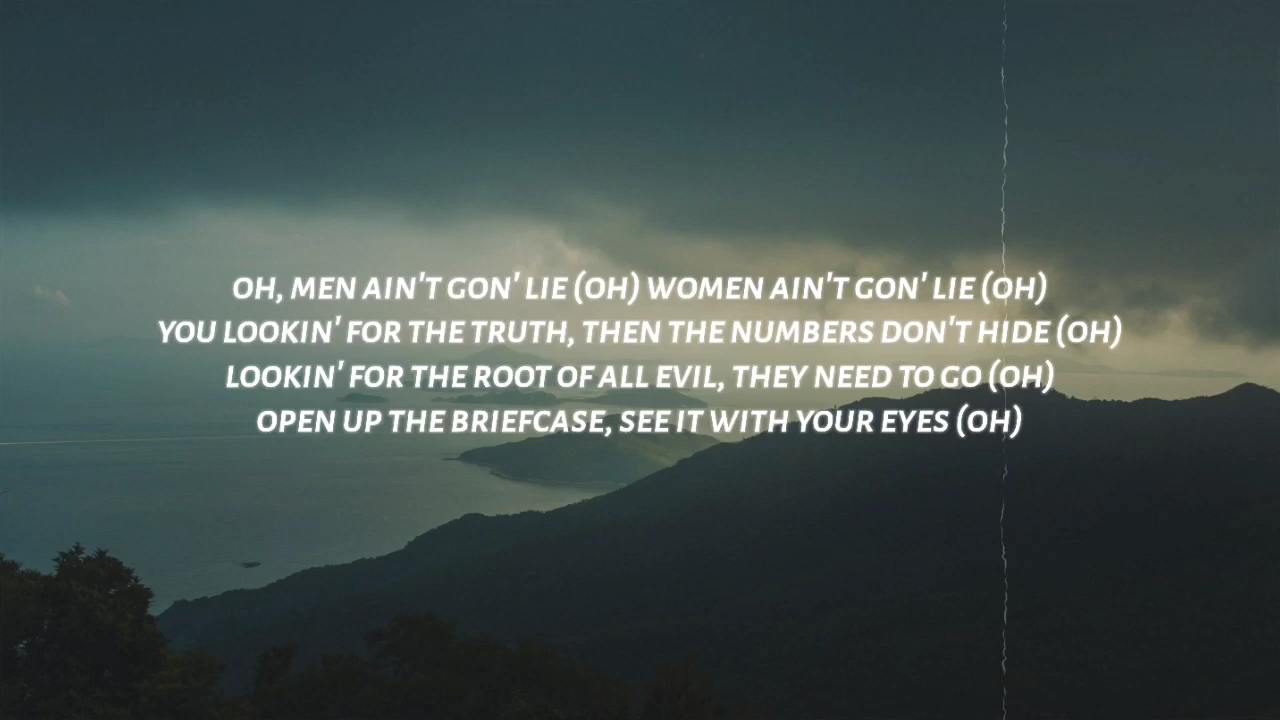 OH, MEN AIN'T GON' LIE (OH) WOMEN AIN'T GON' LIE (OH)
YOU LOOKIN' FOR THE TRUTH, THEN THE NUMBERS DON'T HIDE (OH)
LOOKIN' FOR THE ROOT OF ALL EVIL, THEY NEED TO GO (OH)
OPEN UP THE BRIEFCASE, SEE IT WITH YOUR EYES (OH)